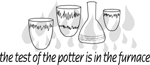 the test of the potter is in the furnace